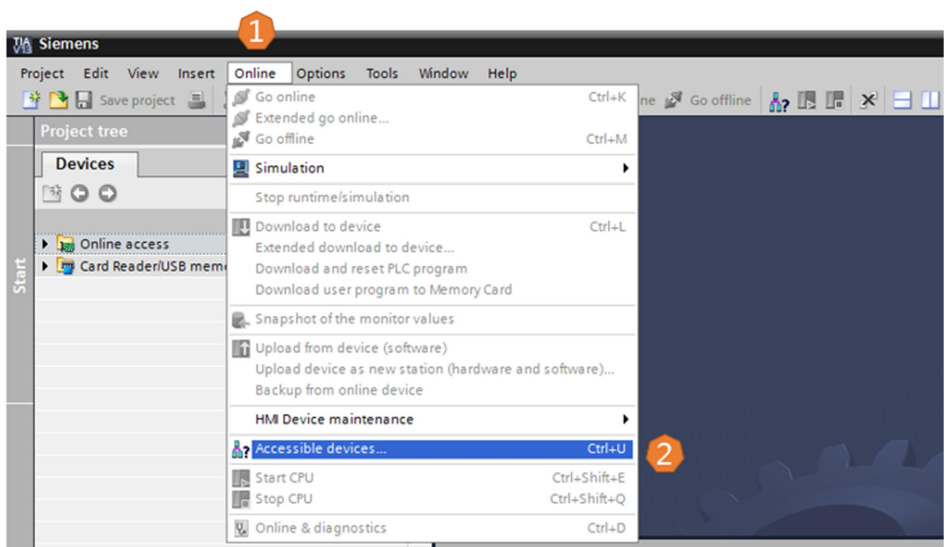 1
TIA V13 Siemens
Project Edit View Insert Online Options Tools Window Help
Save project
Go offline
Project tree
Devices
Online access
Card Reader/USB mem
Start
Go online Ctrl+K
Extended go online...
Go offline Ctrl+M
Simulation
Stop runtime/simulation
Download to device Ctrl+L
Extended download to device...
Download and reset PLC program
Download user program to Memory Card
Snapshot of the monitor values
Upload from device (software)
Upload device as new station (hardware and software)...
Backup from online device
HMI Device maintenance
Accessible devices... Ctrl+U
2
Start CPU Ctrl+Shift+E
Stop CPU Ctrl+Shift+Q
Online & diagnostics Ctrl+D